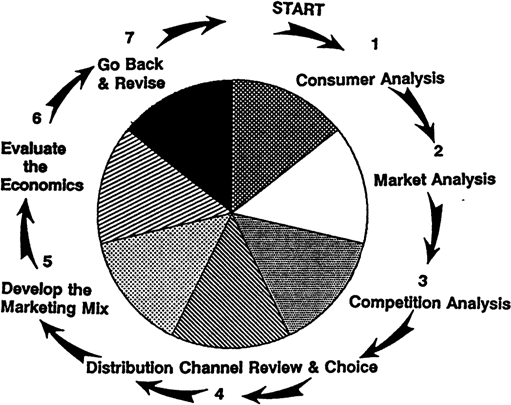 START
1
Consumer Analysis
2
Market Analysis
3
Competition Analysis
4
Distribution Channel Review & Choice
5
Develop the
Marketing Mix
6
Evaluate
the
Economics
7
Go Back
& Revise